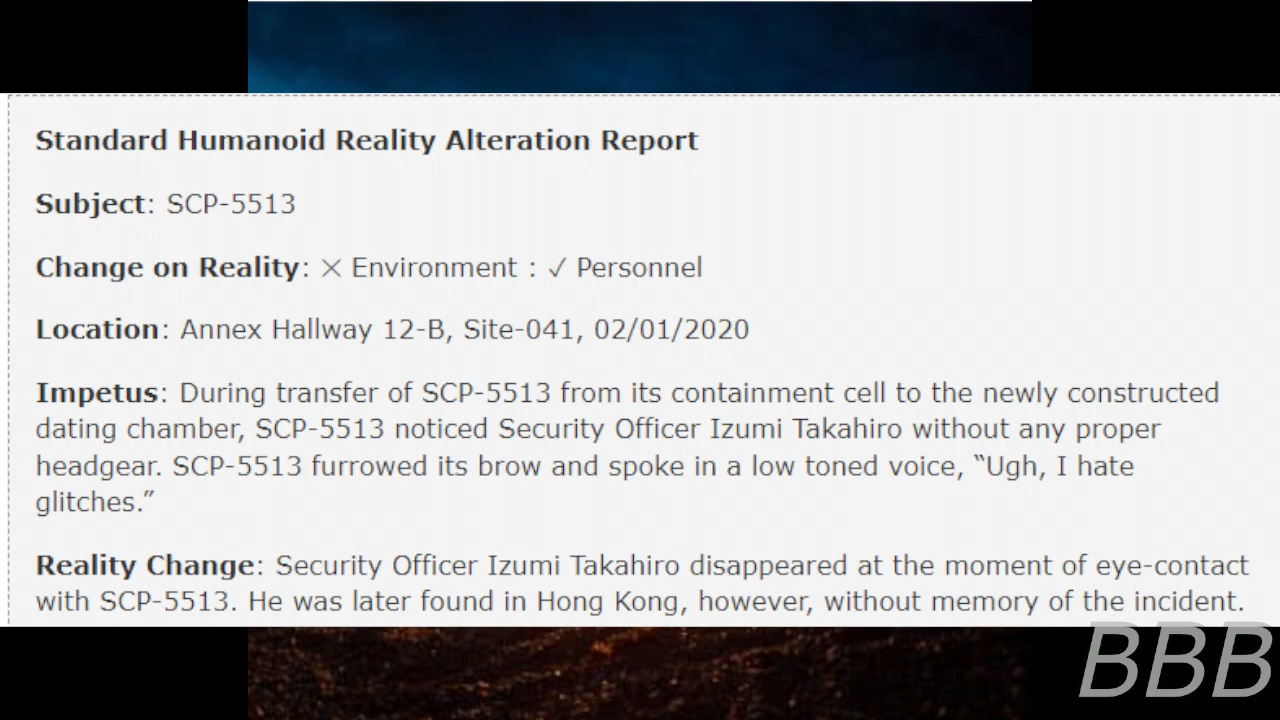 Standard Humanoid Reality Alteration Report
Subject: SCP-5513
Change on Reality: ✕ Environment : ✓ Personnel
Location: Annex Hallway 12-B, Site-041, 02/01/2020
Impetus: During transfer of SCP-5513 from its containment cell to the newly constructed
dating chamber, SCP-5513 noticed Security Officer Izumi Takahiro without any proper
headgear. SCP-5513 furrowed its brow and spoke in a low toned voice, “Ugh, I hate
glitches.”
Reality Change: Security Officer Izumi Takahiro disappeared at the moment of eye-contact
with SCP-5513. He was later found in Hong Kong, however, without memory of the incident.
BBB